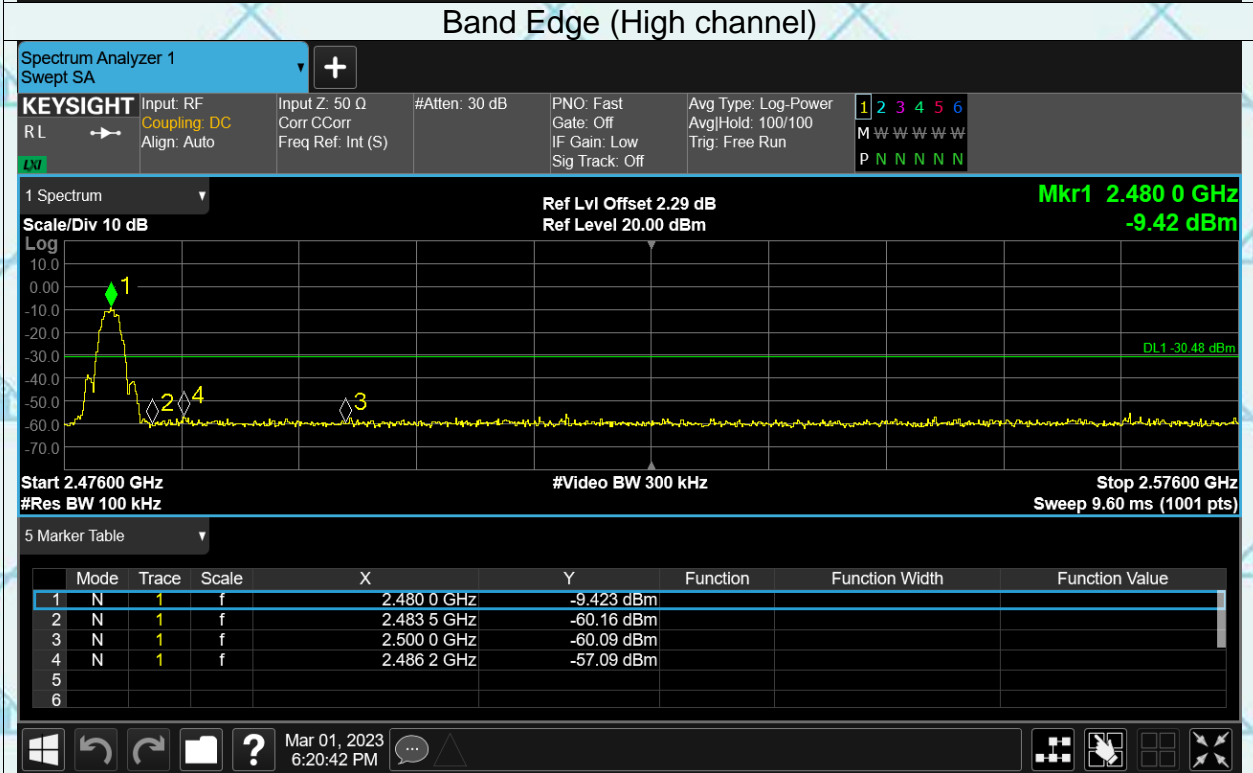 Band Edge (High channel)
Spectrum Analyzer 1
Swept SA
KEYSIGHT Input: RF Input Z: 50 Ω #Atten: 30 dB PNO: Fast Avg Type: Log-Power 1 2 3 4 5 6
RL Coupling: DC Corr CCorr Gate: Off Avg|Hold: 100/100 M W W W W W
Align: Auto Freq Ref: Int (S) IF Gain: Low Trig: Free Run
LXI Sig Track: Off P N N N N N
1 Spectrum Ref Lvl Offset 2.29 dB Mkr1 2.480 0 GHz
Scale/Div 10 dB Ref Level 20.00 dBm -9.42 dBm
Log
10.0
0.00 1
-10.0
-20.0
-30.0 DL1 -30.48 dBm
-40.0
-50.0 2 4 3
-60.0
-70.0
Start 2.47600 GHz #Video BW 300 kHz Stop 2.57600 GHz
#Res BW 100 kHz Sweep 9.60 ms (1001 pts)
5 Marker Table
Mode Trace Scale X Y Function Function Width Function Value
1 N 1 f 2.480 0 GHz -9.423 dBm
2 N 1 f 2.483 5 GHz -60.16 dBm
3 N 1 f 2.500 0 GHz -60.09 dBm
4 N 1 f 2.486 2 GHz -57.09 dBm
5
6
? Mar 01, 2023
6:20:42 PM